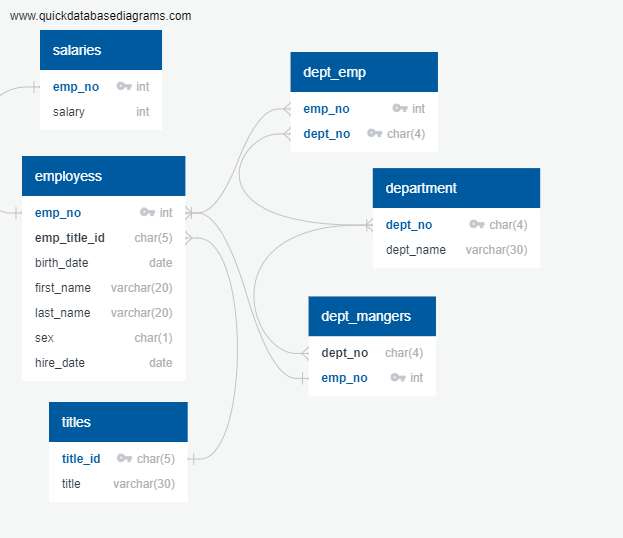 www.quickdatabasediagrams.com
salaries
emp_no int
salary int
employess
emp_no int
emp_title_id char(5)
birth_date date
first_name varchar(20)
last_name varchar(20)
sex char(1)
hire_date date
titles
title_id char(5)
title varchar(30)
dept_emp
emp_no int
dept_no char(4)
department
dept_no char(4)
dept_name varchar(30)
dept_mangers
dept_no char(4)
emp_no int